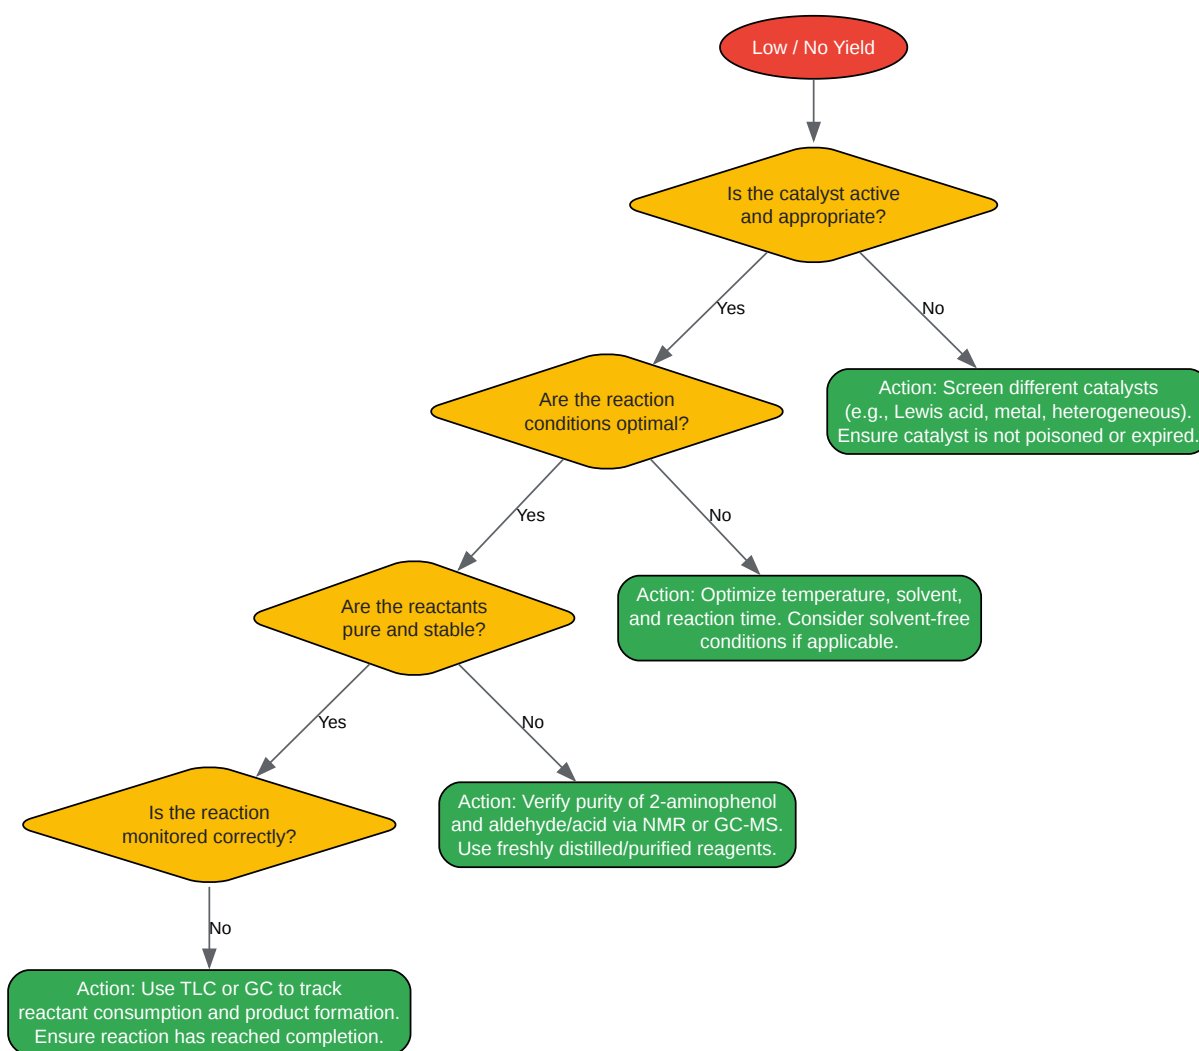 Low / No Yield
Is the catalyst active
and appropriate?
Yes
No
Are the reaction
conditions optimal?
Action: Screen different catalysts
(e.g., Lewis acid, metal, heterogeneous).
Ensure catalyst is not poisoned or expired.
Yes
No
Are the reactants
pure and stable?
Action: Optimize temperature, solvent,
and reaction time. Consider solvent-free
conditions if applicable.
Yes
No
Is the reaction
monitored correctly?
Action: Verify purity of 2-aminophenol
and aldehyde/acid via NMR or GC-MS.
Use freshly distilled/purified reagents.
No
Action: Use TLC or GC to track
reactant consumption and product formation.
Ensure reaction has reached completion.